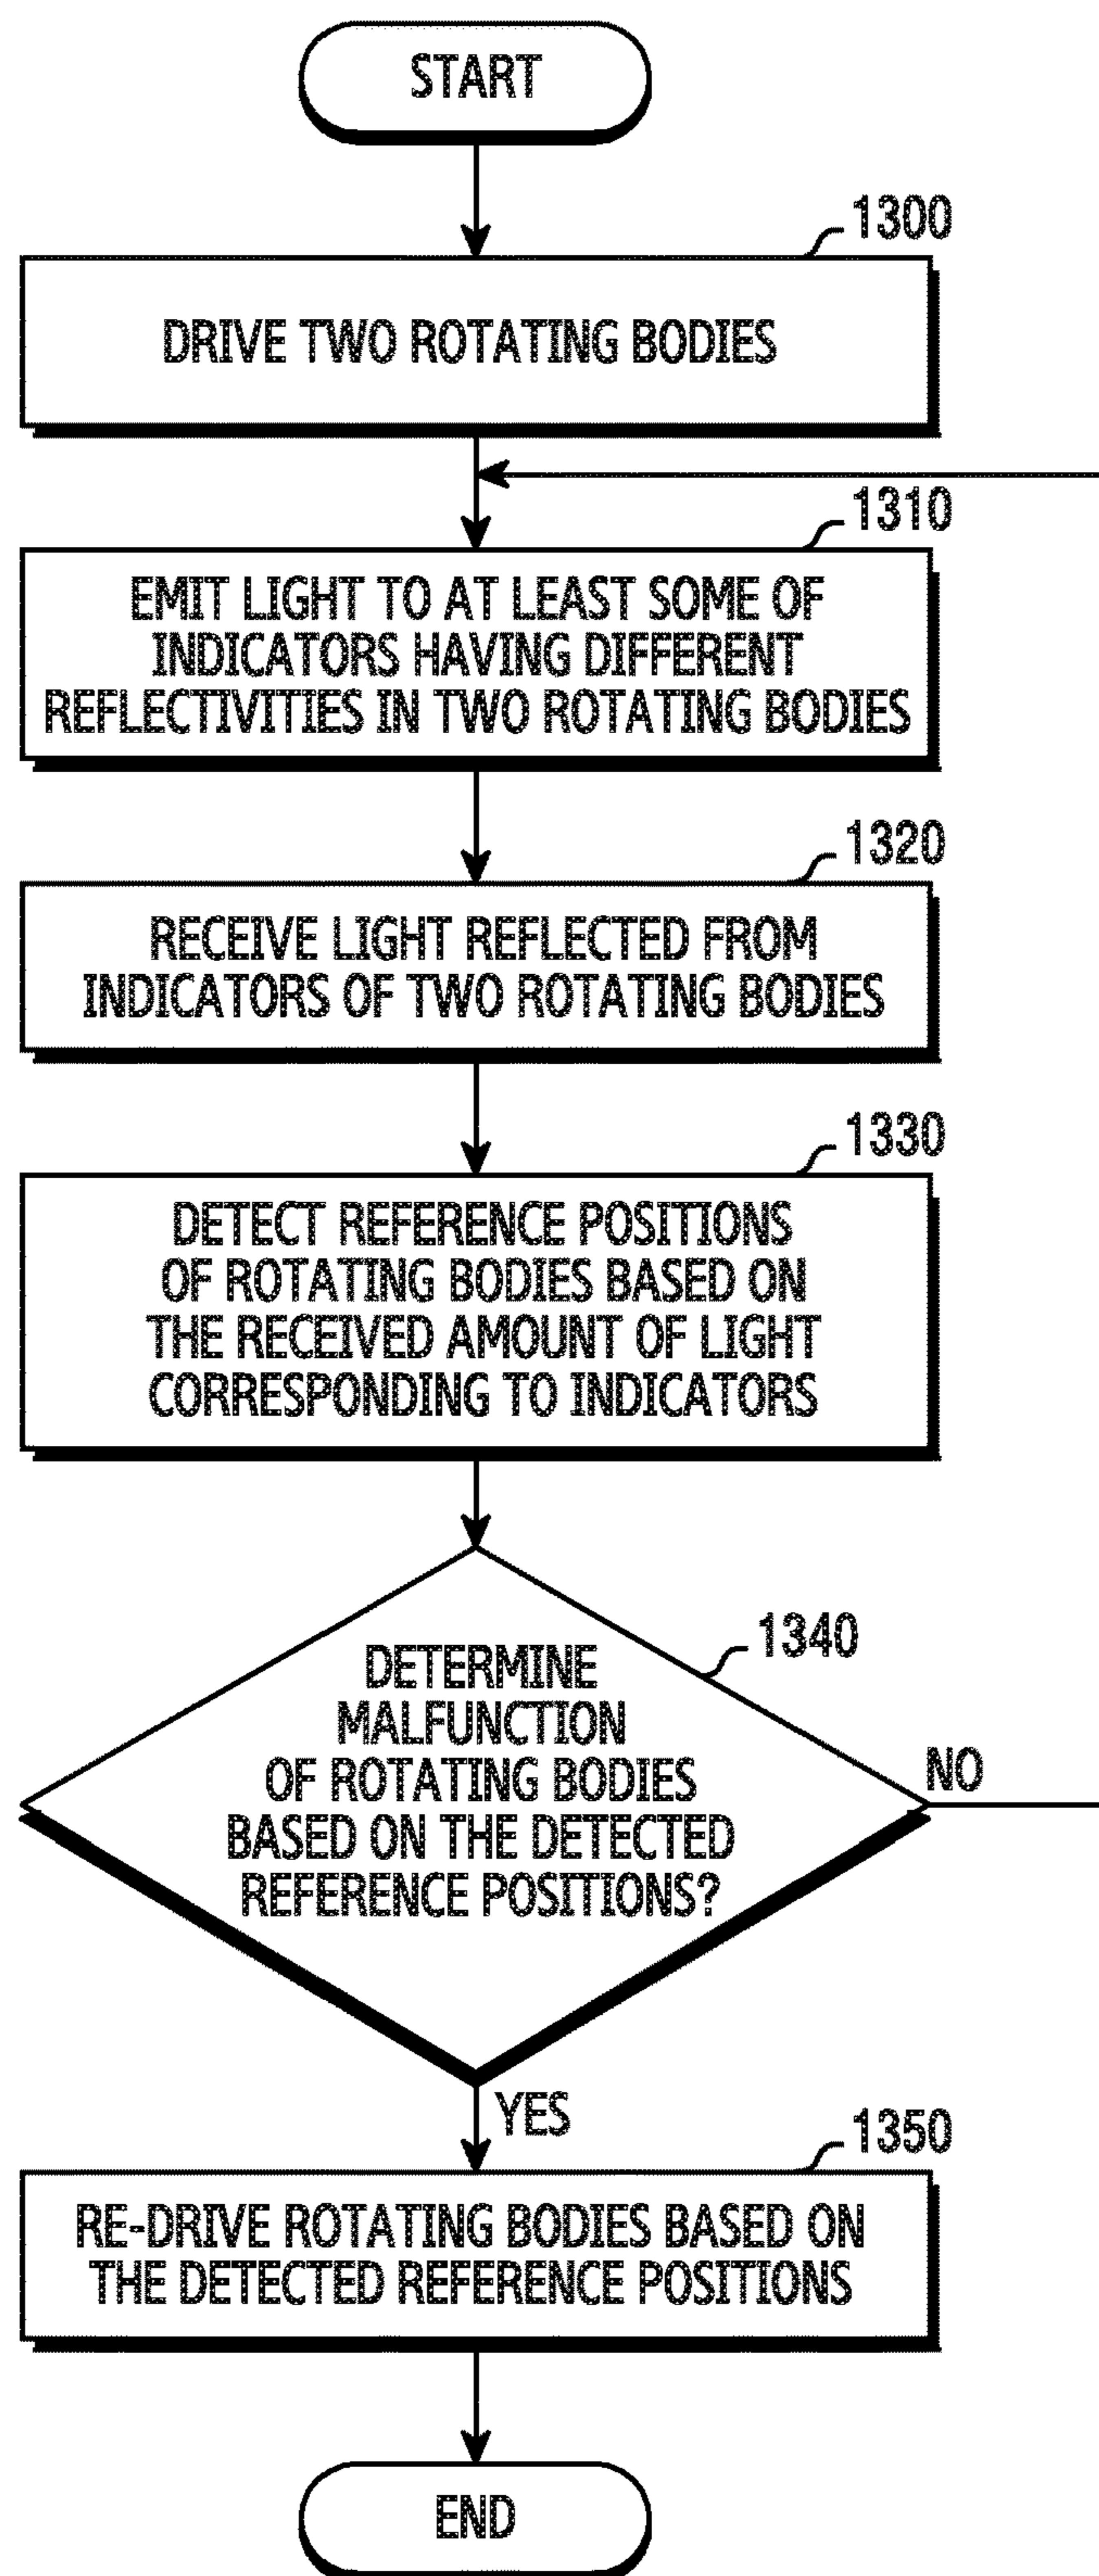 START
1300
DRIVE TWO ROTATING BODIES
1310
EMIT LIGHT TO AT LEAST SOME OF
INDICATORS HAVING DIFFERENT
REFLECTIVITIES IN TWO ROTATING BODIES
1320
RECEIVE LIGHT REFLECTED FROM
INDICATORS OF TWO ROTATING BODIES
1330
DETECT REFERENCE POSITIONS
OF ROTATING BODIES BASED ON
THE RECEIVED AMOUNT OF LIGHT
CORRESPONDING TO INDICATORS
1340
DETERMINE
MALFUNCTION
OF ROTATING BODIES
BASED ON THE DETECTED
REFERENCE POSITIONS?
NO
YES
1350
RE-DRIVE ROTATING BODIES BASED ON
THE DETECTED REFERENCE POSITIONS
END